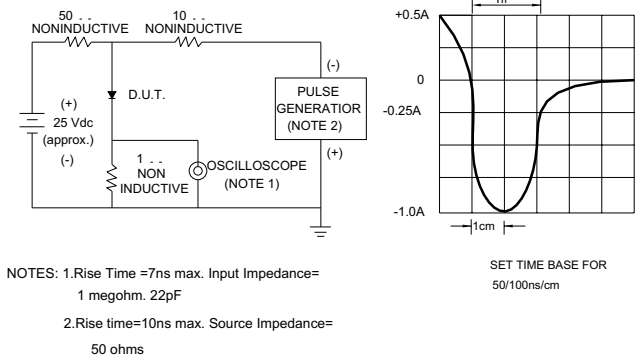 50 . .
NONINDUCTIVE
10 . .
NONINDUCTIVE
(-)
D.U.T.
PULSE
GENERATIOR
(NOTE 2)
(+)
25 Vdc
(approx.)
(-)
1 . .
NON
INDUCTIVE
OSCILLOSCOPE
(NOTE 1)
(+)
+0.5A
0
-0.25A
-1.0A
1cm
SET TIME BASE FOR
50/100ns/cm
NOTES: 1.Rise Time =7ns max. Input Impedance=
1 megohm. 22pF
2.Rise time=10ns max. Source Impedance=
50 ohms